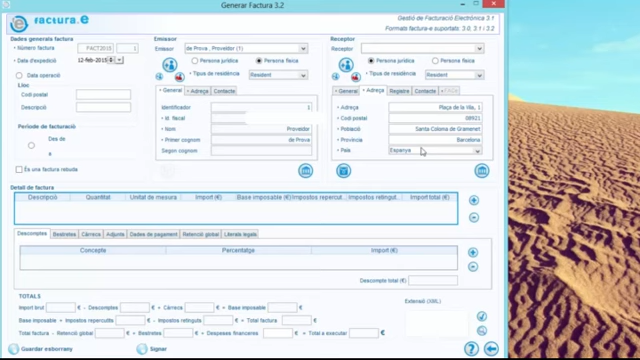 Generar Factura 3.2
factura.e
Gestió de Facturació Electrònica 3.1
Formats factura-e suportats 3.0, 3.1 i 3.2
Dades generals factura
Número factura FACT2015 1
Data d'expedició 12-feb-2015
Data operació
Lloc
Codi postal
Descripció
Període de facturació
De
a
És una factura rebuda
Emissor
Emissor de Prova, Proveïdor (1)
Persona jurídica Persona física
Tipus de residència Resident
General Adreça Contacte
Identificador 1
Id. fiscal
Nom Proveïdor
Primer cognom de Prova
Segon cognom
Receptor
Receptor
Persona jurídica Persona física
Tipus de residència Resident
General Adreça Registre Contacte
Adreça Plaça de la Vila, 1
Codi postal 08921
Població Santa Coloma de Gramenet
Província Barcelona
País Espanya
Detall de factura
Descripció Quantitat Unitat de mesura Import (€) Base imposable (€) Impostos repercut... Impostos retingut... Import total (€)
Descomptes Bestretes Càrrecs Adjunts Dades de pagament Retenció global Literals legals
Concepte Percentatge Import (€)
Descompte total (€)
TOTALS
Import brut € - Descomptes € + Càrrecs € = Base imposable €
Base imposable + Impostos repercutits € - Impostos retinguts € = Total factura €
Total factura - Retenció global € - Bestretes € + Despeses financeres € = Total a executar €
Extensió (XML)
Guardar esborrany
Signar